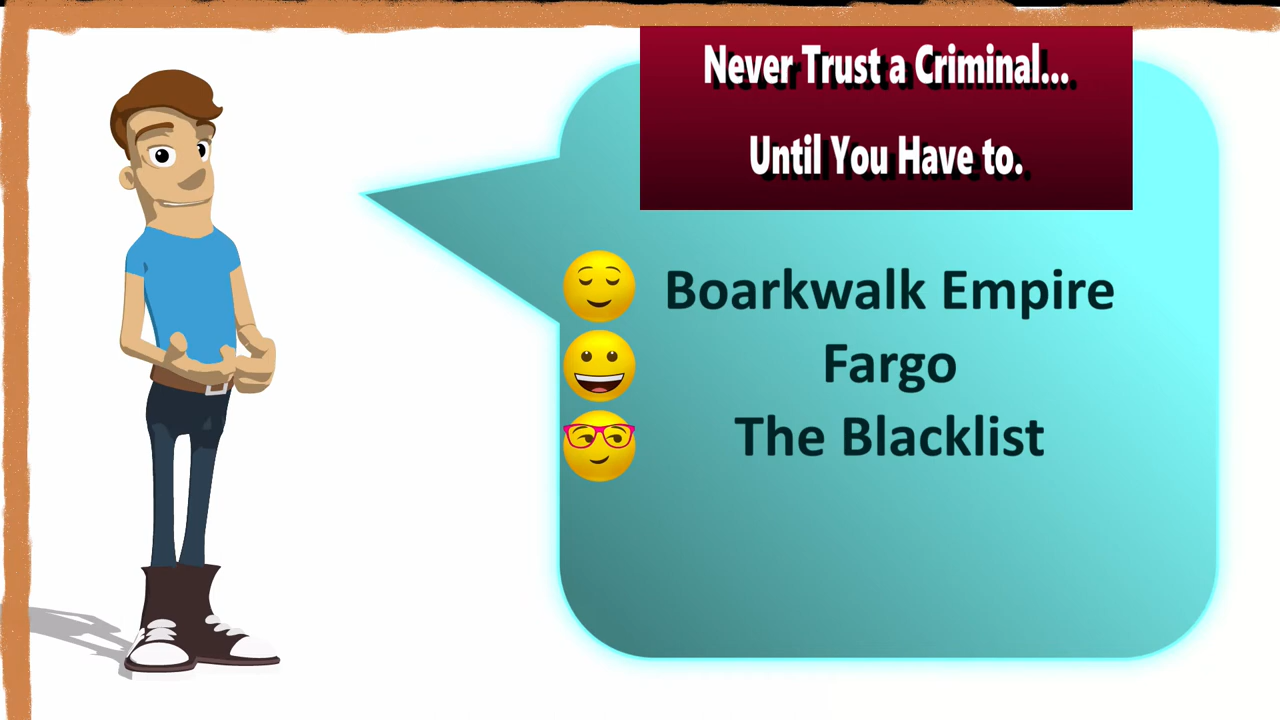 Never Trust a Criminal...
Until You Have to.
Boarkwalk Empire
Fargo
The Blacklist